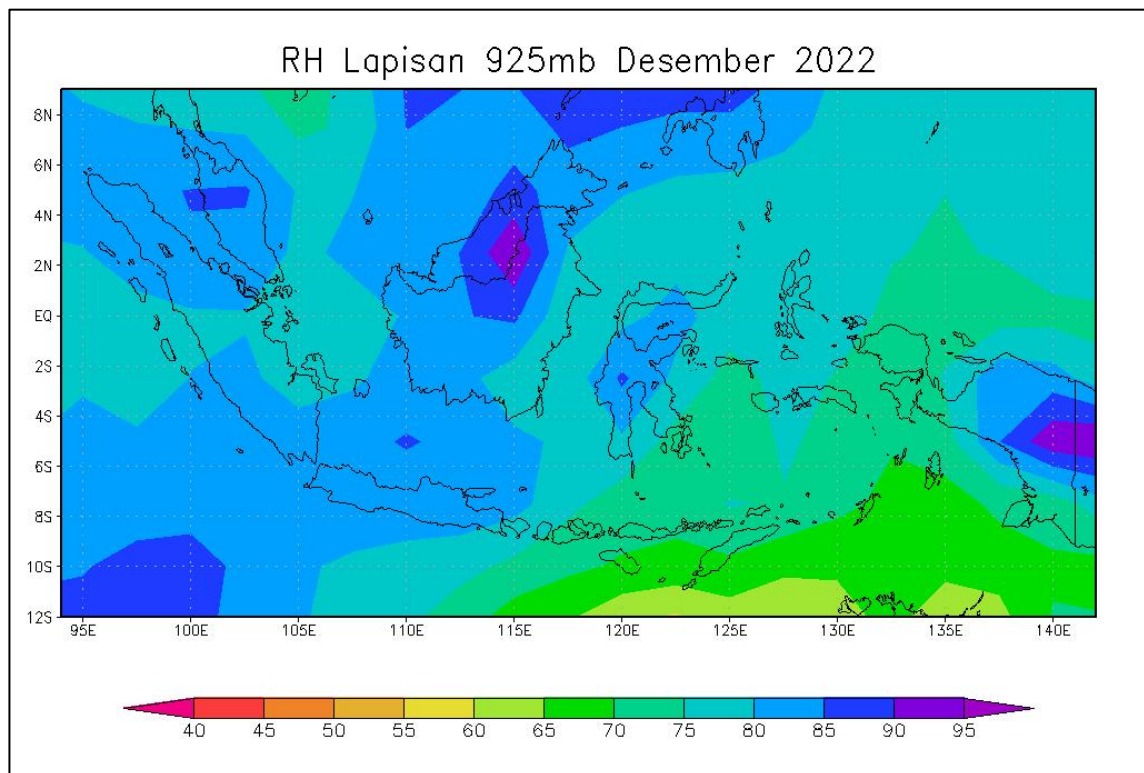 RH Lapisan 925mb Desember 2022
8N
6N
4N
2N
EQ
2S
4S
6S
8S
10S
12S
95E 100E 105E 110E 115E 120E 125E 130E 135E 140E
40 45 50 55 60 65 70 75 80 85 90 95